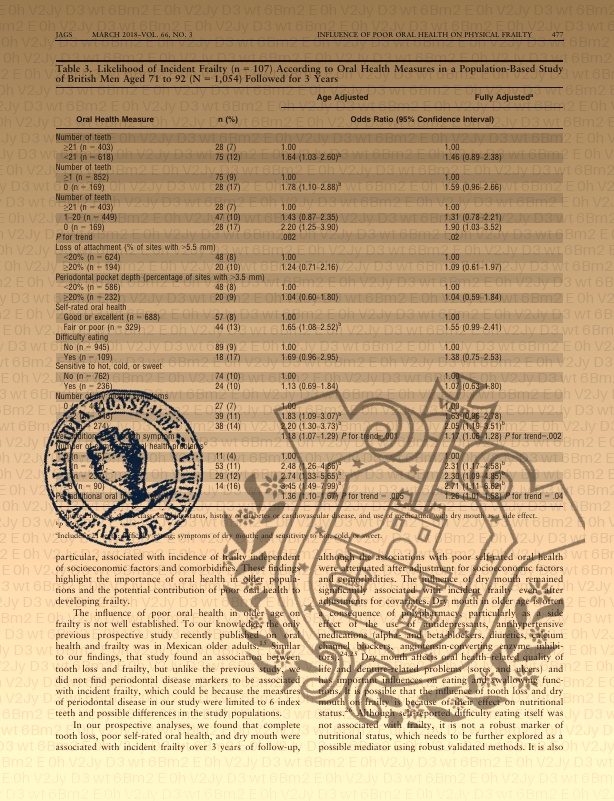 JAGS MARCH 2018–VOL. 66, NO. 3 INFLUENCE OF POOR ORAL HEALTH ON PHYSICAL FRAILTY 477
Table 3. Likelihood of Incident Frailty (n = 107) According to Oral Health Measures in a Population-Based Study
of British Men Aged 71 to 92 (N = 1,054) Followed for 3 Years
Age Adjusted Fully Adjustedᵃ
Oral Health Measure n (%) Odds Ratio (95% Confidence Interval)
Number of teeth
≥21 (n = 403) 28 (7) 1.00 1.00
<21 (n = 618) 75 (12) 1.64 (1.03–2.60)ᵇ 1.46 (0.89–2.38)
Number of teeth
≥1 (n = 852) 75 (9) 1.00 1.00
0 (n = 169) 28 (17) 1.78 (1.10–2.88)ᵇ 1.59 (0.96–2.66)
Number of teeth
≥21 (n = 403) 28 (7) 1.00 1.00
1–20 (n = 449) 47 (10) 1.43 (0.87–2.35) 1.31 (0.78–2.21)
0 (n = 169) 28 (17) 2.20 (1.25–3.90) 1.90 (1.03–3.52)
P for trend .002 .02
Loss of attachment (% of sites with >5.5 mm)
<20% (n = 624) 48 (8) 1.00 1.00
≥20% (n = 194) 20 (10) 1.24 (0.71–2.16) 1.09 (0.61–1.97)
Periodontal pocket depth (percentage of sites with >3.5 mm)
<20% (n = 586) 48 (8) 1.00 1.00
≥20% (n = 232) 20 (9) 1.04 (0.60–1.80) 1.04 (0.59–1.84)
Self-rated oral health
Good or excellent (n = 688) 57 (8) 1.00 1.00
Fair or poor (n = 329) 44 (13) 1.65 (1.08–2.52)ᵇ 1.55 (0.99–2.41)
Difficulty eating
No (n = 945) 89 (9) 1.00 1.00
Yes (n = 109) 18 (17) 1.69 (0.96–2.95) 1.38 (0.75–2.53)
Sensitive to hot, cold, or sweet
No (n = 762) 74 (10) 1.00 1.00
Yes (n = 236) 24 (10) 1.13 (0.69–1.84) 1.07 (0.63–1.80)
Number of dry mouth symptoms
0 27 (7) 1.00 1.00
39 (11) 1.83 (1.09–3.07)ᵃ 1.63 (0.96–2.78)
274) 38 (14) 2.20 (1.30–3.73)ᵇ 2.05 (1.19–3.51)ᵇ
symptom 1.18 (1.07–1.29) P for trend=.001 1.17 (1.06–1.28) P for trend=.002
health problems
11 (4) 1.00 1.00
53 (11) 2.48 (1.26–4.86)ᵇ 2.31 (1.17–4.58)ᵇ
29 (12) 2.74 (1.33–5.65)ᵇ 2.30 (1.09–4.85)ᵇ
90) 14 (16) 3.45 (1.49–7.99)ᵇ
oral 1.36 (1.10–1.67) P for trend = .005 1.26 (1.01–1.58) P for trend = .04
status, history of diabetes or cardiovascular disease, and use of medications with dry mouth as a side effect.
eating; symptoms of dry mouth; and sensitivity to hot, cold, or sweet.
particular, associated with incidence of frailty independent
of socioeconomic factors and comorbidities. These findings
highlight the importance of oral health in older popula-
tions and the potential contribution of poor oral health to
developing frailty.
The influence of poor oral health in older age on
frailty is not well established. To our knowledge, the only
previous prospective study recently published on oral
health and frailty was in Mexican older adults. Similar
to our findings, that study found an association between
tooth loss and frailty, but unlike the previous study, we
did not find periodontal disease markers to be associated
with incident frailty, which could be because the measures
of periodontal disease in our study were limited to 6 index
teeth and possible differences in the study populations.
In our prospective analyses, we found that complete
tooth loss, poor self-rated oral health, and dry mouth were
associated with incident frailty over 3 years of follow-up,
although the associations with poor self-rated oral health
were attenuated after adjustment for socioeconomic factors
and comorbidities. The influence of dry mouth remained
significantly associated with incident frailty even after
adjustments for covariates. Dry mouth in older age is often
a consequence of polypharmacy, particularly as a side
effect of the use of antidepressants, antihypertensive
medications (alpha- and beta-blockers, diuretics, calcium
channel blockers, angiotensin-converting enzyme inhibi-
tors). Dry mouth affects oral health-related quality of
life and mouth-related problems (sores and ulcers) and
has important influences on eating and swallowing func-
tions. It is possible that the influence of tooth loss and dry
mouth on frailty is because of their effect on nutritional
status. Although self-reported difficulty eating itself was
not associated with frailty, it is not a robust marker of
nutritional status, which needs to be further explored as a
possible mediator using robust validated methods. It is also